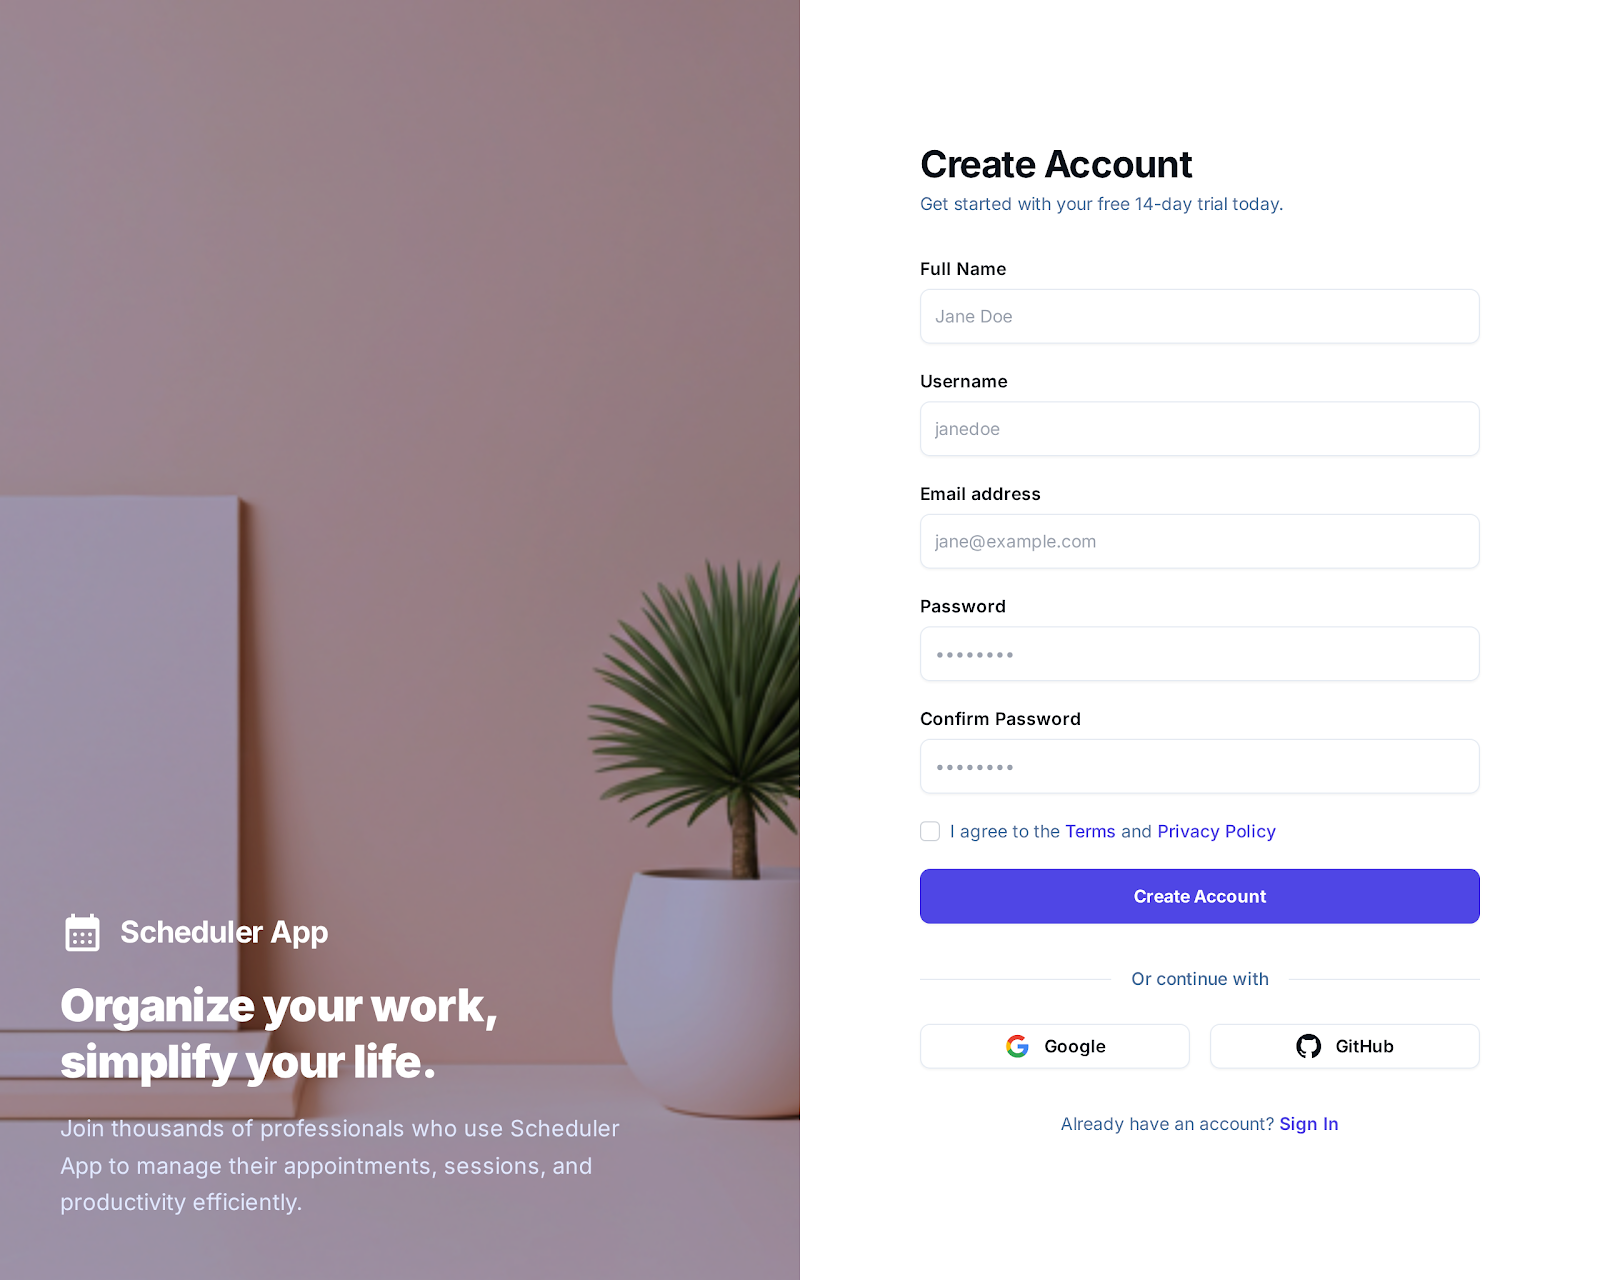 Scheduler App
Organize your work,
simplify your life.
Join thousands of professionals who use Scheduler
App to manage their appointments, sessions, and
productivity efficiently.
Create Account
Get started with your free 14-day trial today.
Full Name
Jane Doe
Username
janedoe
Email address
jane@example.com
Password
••••••••
Confirm Password
••••••••
I agree to the Terms and Privacy Policy
Create Account
Or continue with
Google
GitHub
Already have an account? Sign In